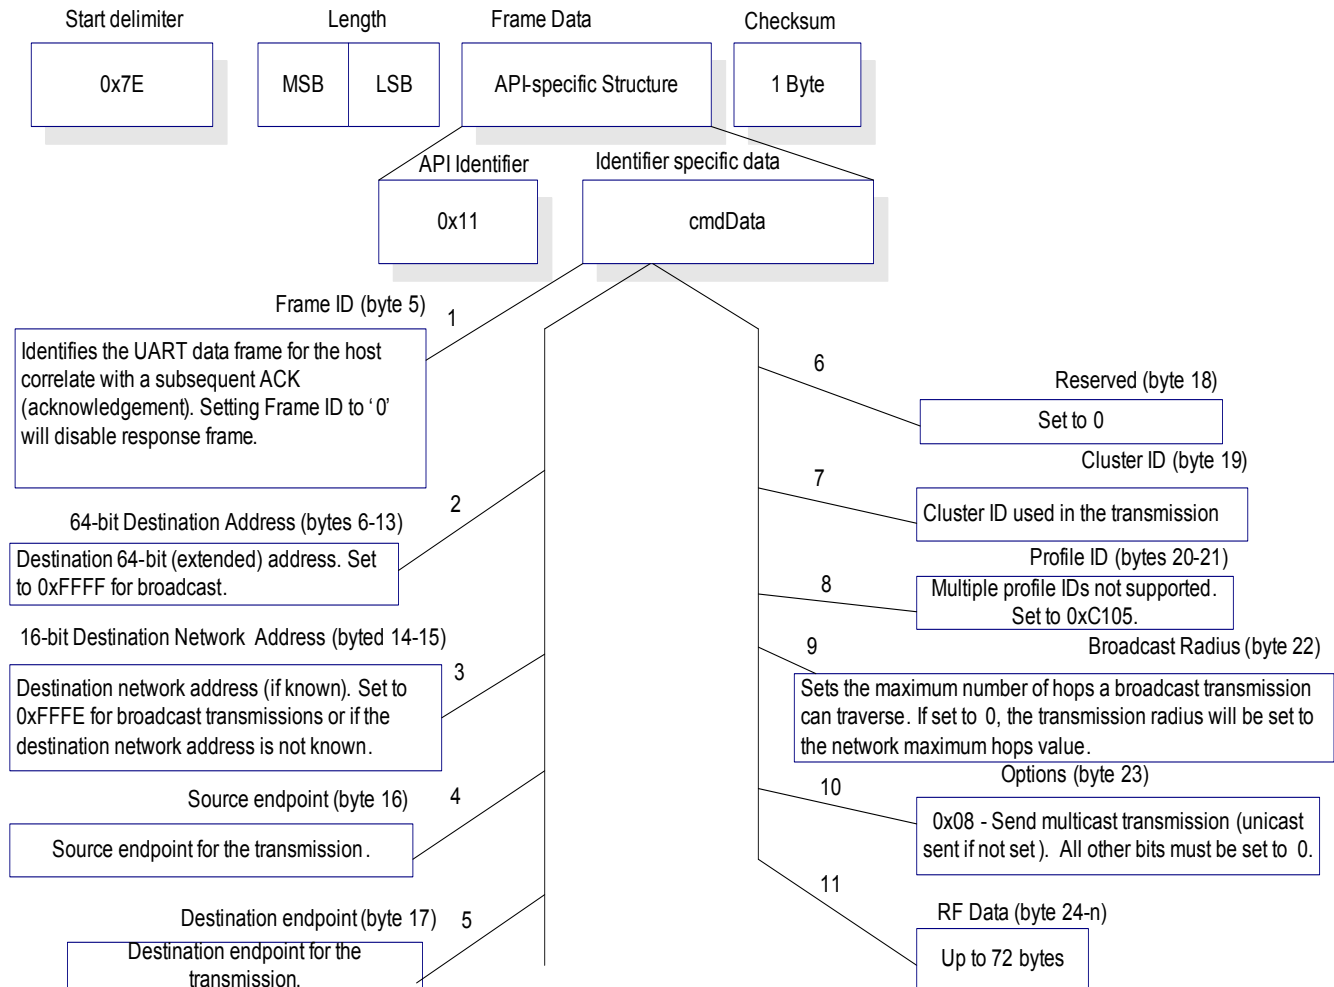 Start delimiter
Length
Frame Data
Checksum
0x7E
MSB
LSB
API-specific Structure
1 Byte
API Identifier
Identifier specific data
0x11
cmdData
Frame ID (byte 5)
1
Identifies the UART data frame for the host
correlate with a subsequent ACK
(acknowledgement). Setting Frame ID to ‘0’
will disable response frame.
2
64-bit Destination Address (bytes 6-13)
Destination 64-bit (extended) address. Set
to 0xFFFF for broadcast.
16-bit Destination Network Address (byted 14-15)
3
Destination network address (if known). Set to
0xFFFE for broadcast transmissions or if the
destination network address is not known.
Source endpoint (byte 16)
4
Source endpoint for the transmission.
Destination endpoint (byte 17)
5
Destination endpoint for the
transmission.
6
Reserved (byte 18)
Set to 0
Cluster ID (byte 19)
7
Cluster ID used in the transmission
Profile ID (bytes 20-21)
8
Multiple profile IDs not supported.
Set to 0xC105.
9
Broadcast Radius (byte 22)
Sets the maximum number of hops a broadcast transmission
can traverse. If set to 0, the transmission radius will be set to
the network maximum hops value.
Options (byte 23)
10
0x08 - Send multicast transmission (unicast
sent if not set). All other bits must be set to 0.
11
RF Data (byte 24-n)
Up to 72 bytes